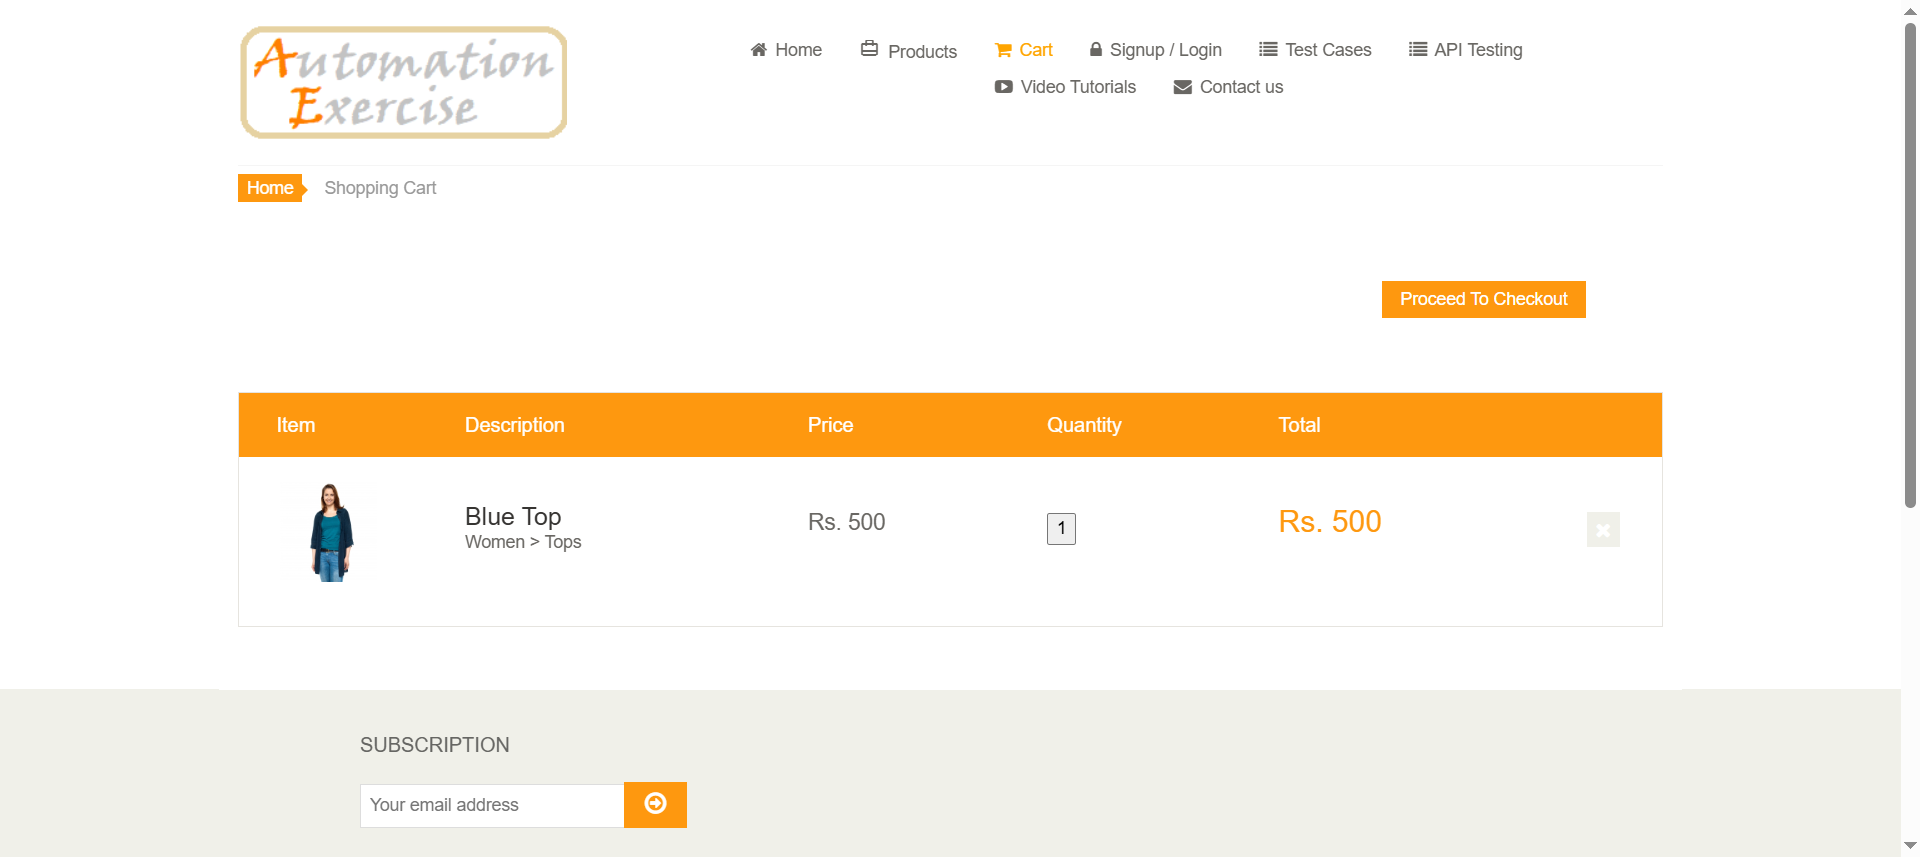 Automation
Exercise
Home Products Cart Signup / Login Test Cases API Testing
Video Tutorials Contact us
Home Shopping Cart
Proceed To Checkout
Item Description Price Quantity Total
Blue Top Rs. 500 1 Rs. 500
Women > Tops
SUBSCRIPTION
Your email address